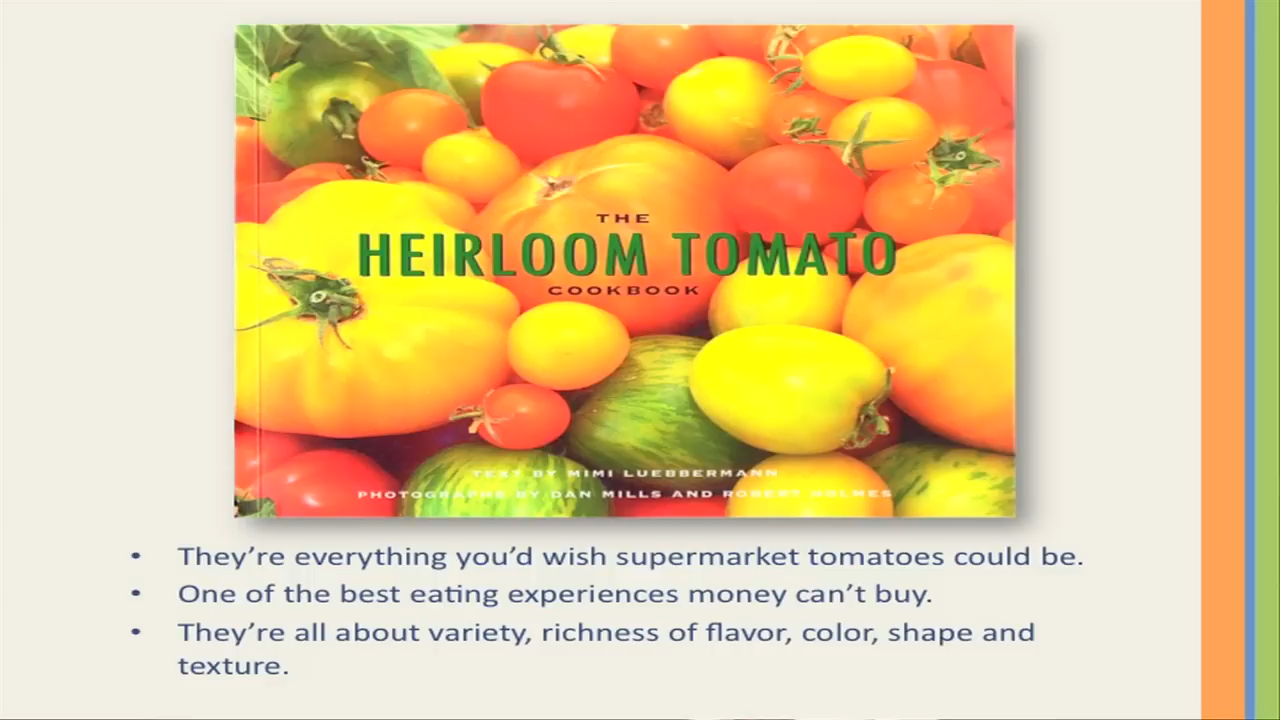 THE
HEIRLOOM TOMATO
COOKBOOK
TEXT BY MIMI LUEBBERMANN
PHOTOGRAPHS BY DAN MILLS AND ROBERT HOLMES
• They’re everything you’d wish supermarket tomatoes could be.
• One of the best eating experiences money can’t buy.
• They’re all about variety, richness of flavor, color, shape and
texture.